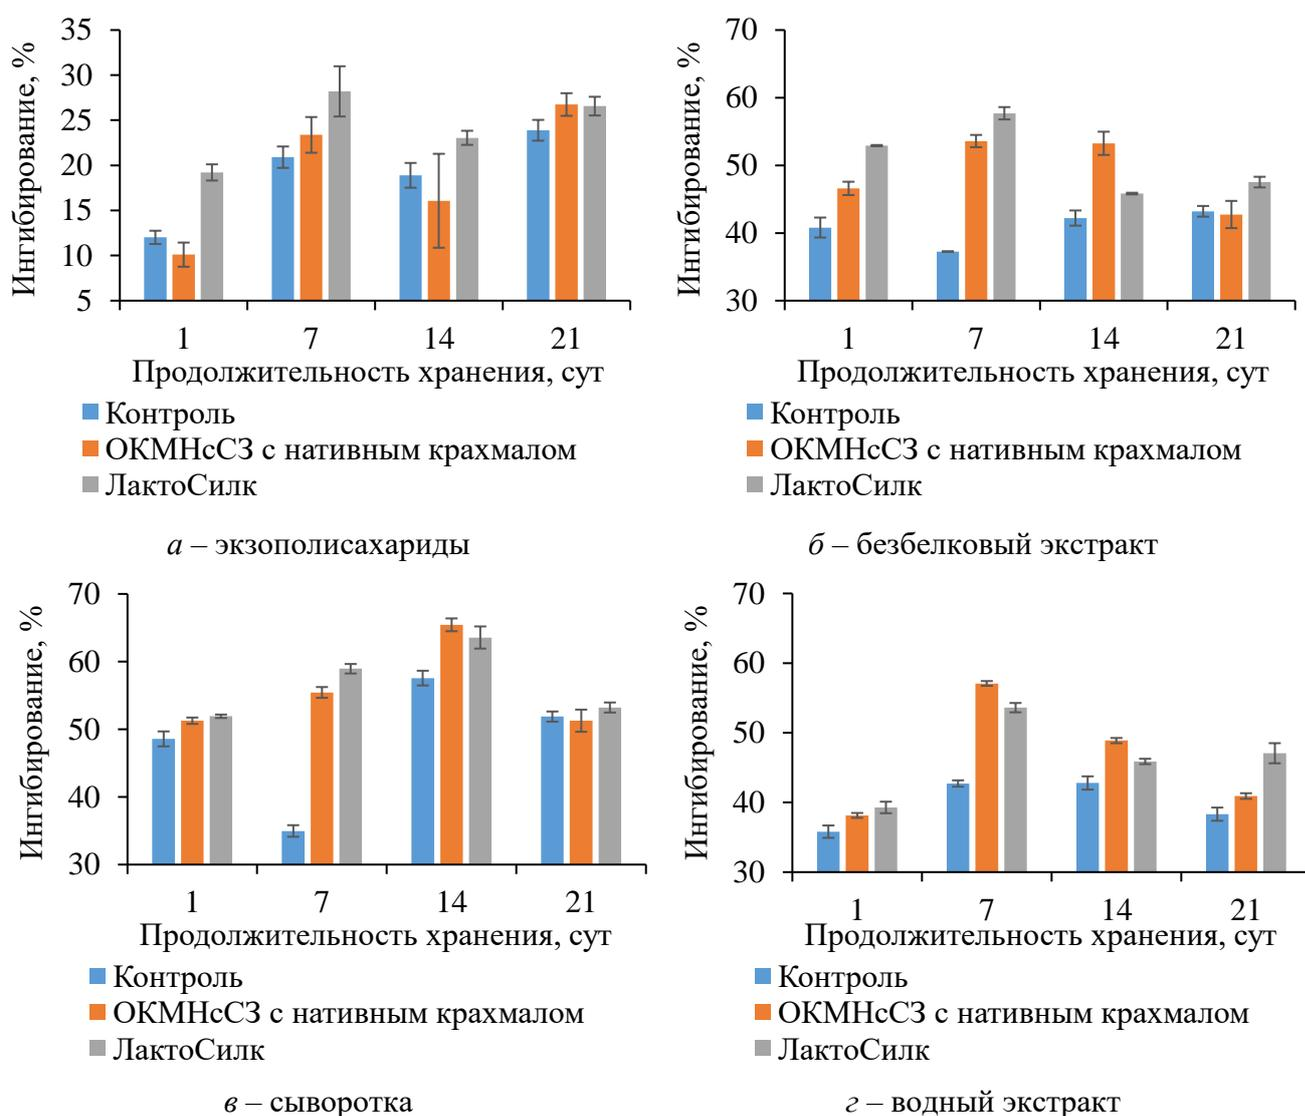 Ингибирование, %
35
30
25
20
15
10
5
1 7 14 21
Продолжительность хранения, сут
Контроль
ОКМНсСЗ с нативным крахмалом
ЛактоСилк
а – экзополисахариды
Ингибирование, %
70
60
50
40
30
1 7 14 21
Продолжительность хранения, сут
Контроль
ОКМНсСЗ с нативным крахмалом
ЛактоСилк
б – безбелковый экстракт
Ингибирование, %
70
60
50
40
30
1 7 14 21
Продолжительность хранения, сут
Контроль
ОКМНсСЗ с нативным крахмалом
ЛактоСилк
в – сыворотка
Ингибирование, %
70
60
50
40
30
1 7 14 21
Продолжительность хранения, сут
Контроль
ОКМНсСЗ с нативным крахмалом
ЛактоСилк
г – водный экстракт